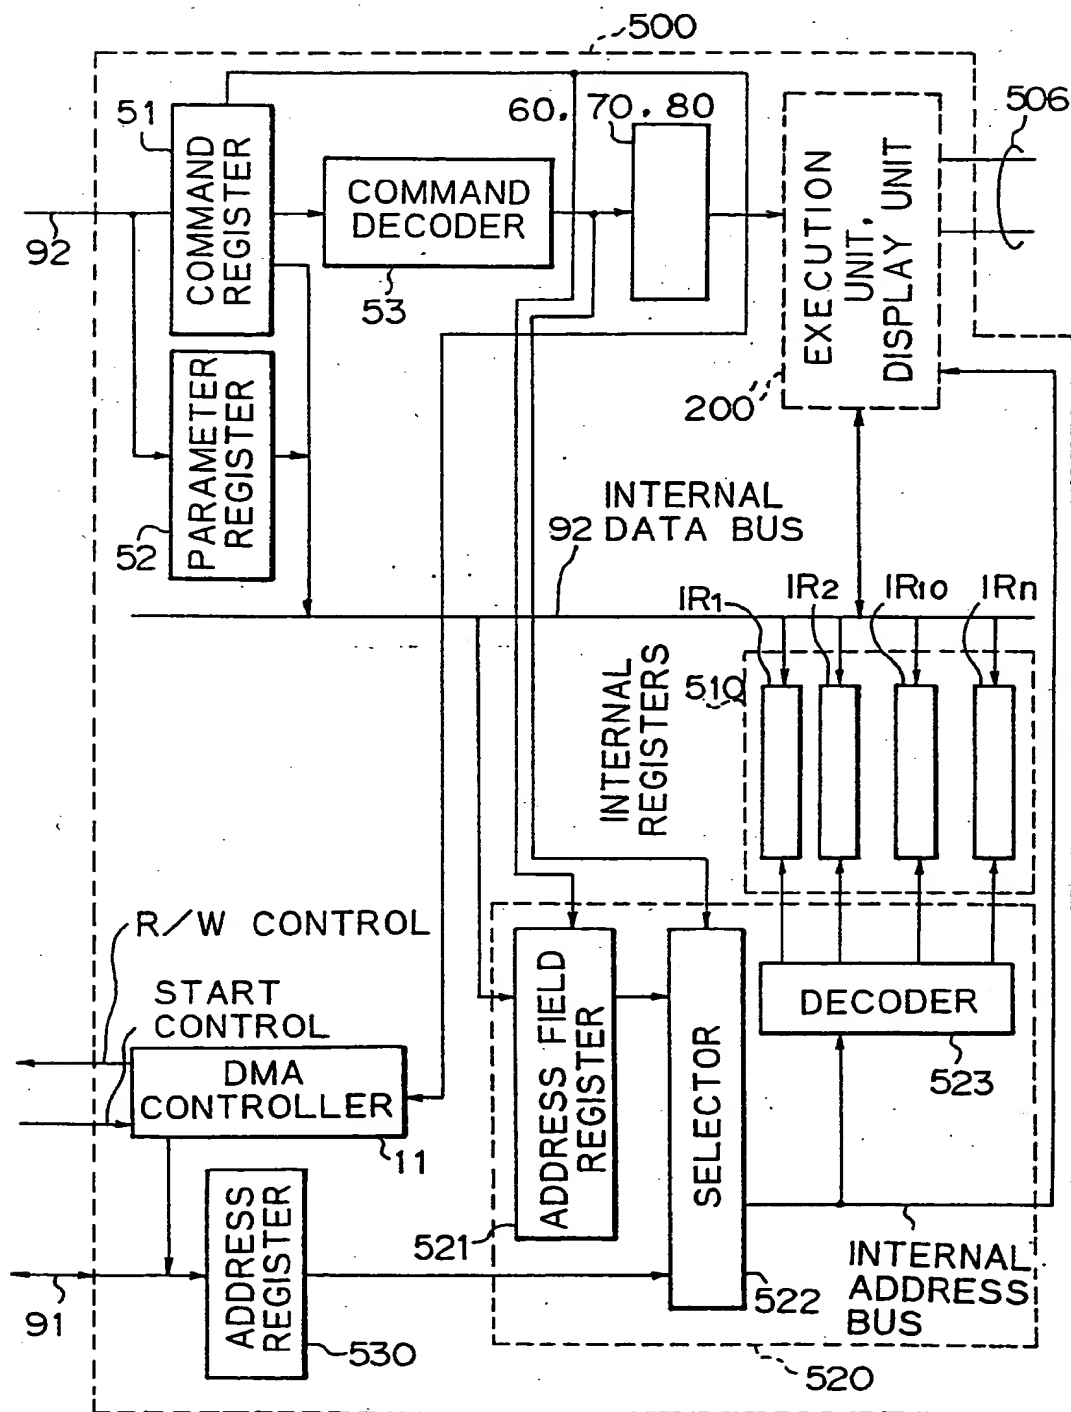 500
51
COMMAND
REGISTER
92
COMMAND
DECODER
53
60. 70. 80
EXECUTION
UNIT,
DISPLAY UNIT
506
200
PARAMETER
REGISTER
52
INTERNAL
92 DATA BUS
IR1
IR2
IR10
IRn
INTERNAL
REGISTERS
510
R/W CONTROL
START
CONTROL
DMA
CONTROLLER
11
ADDRESS FIELD
REGISTER
521
SELECTOR
522
DECODER
523
91
ADDRESS
REGISTER
530
INTERNAL
ADDRESS
BUS
520